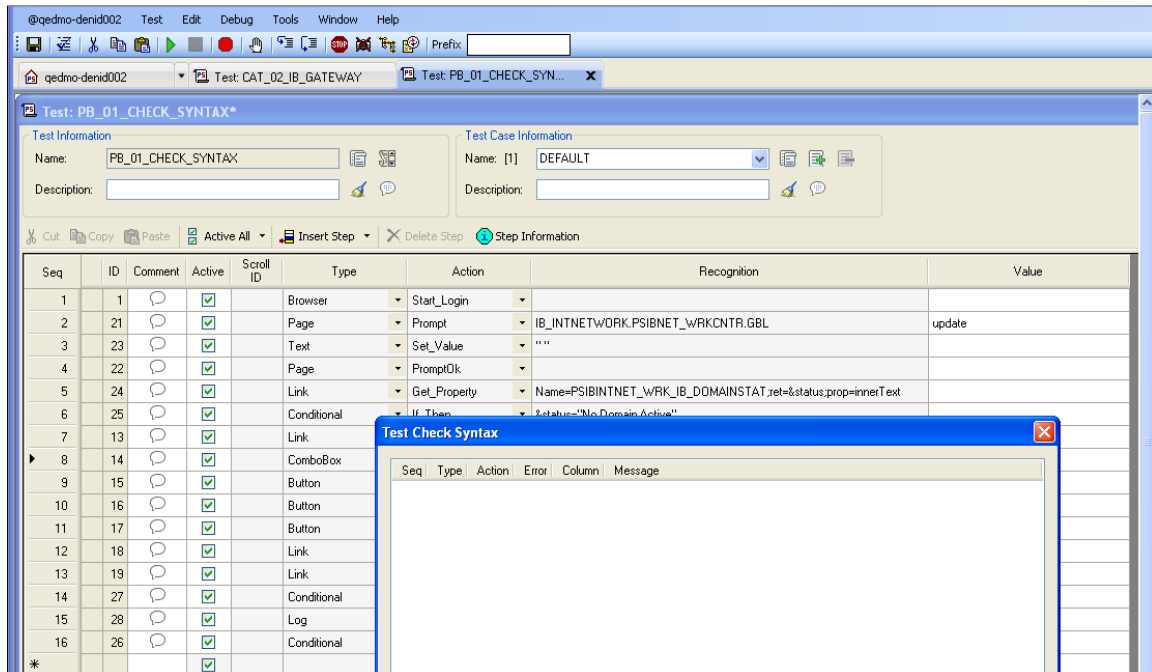 @qedmo-denid002 Test Edit Debug Tools Window Help
STOP Prefix
qedmo-denid002 Test: CAT_02_IB_GATEWAY Test: PB_01_CHECK_SYN... x
Test: PB_01_CHECK_SYNTAX*
Test Information Test Case Information
Name: PB_01_CHECK_SYNTAX Name: [1] DEFAULT
Description: Description:
Cut Copy Paste Active All Insert Step Delete Step Step Information
Seq ID Comment Active Scroll ID Type Action Recognition Value
1 1 Browser Start_Login
2 21 Page Prompt IB_INTNETWORK.PSIBNET_WRKCNTR.GBL update
3 23 Text Set_Value " "
4 22 Page PromptOk
5 24 Link Get_Property Name=PSIBINTNET_WRK_IB_DOMAINSTAT;ret=&status;prop=innerText
6 25 Conditional If_Then &status="No Domain Active"
7 13 Link
Test Check Syntax
8 14 ComboBox
Seq Type Action Error Column Message
9 15 Button
10 16 Button
11 17 Button
12 18 Link
13 19 Link
14 27 Conditional
15 28 Log
16 26 Conditional
*